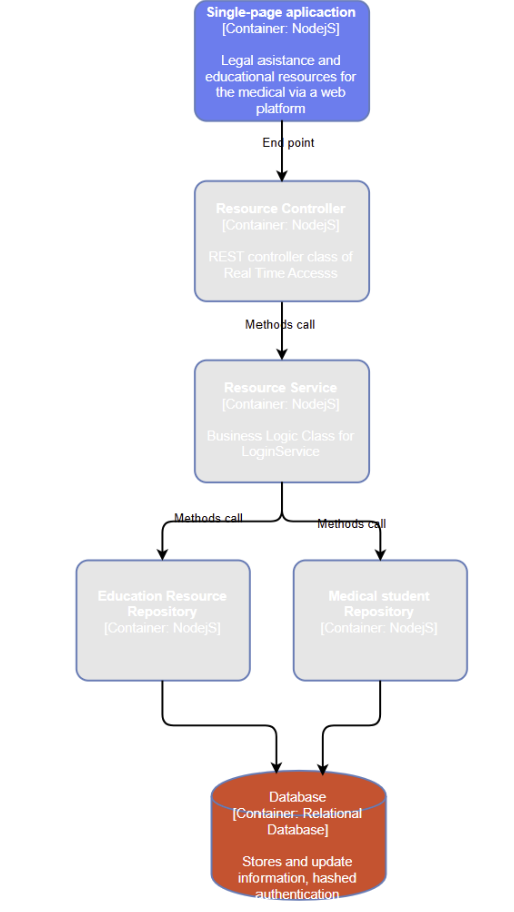 Single-page aplicaction
[Container: NodejS]
Legal asistance and
educational resources for
the medical via a web
platform
End point
Resource Controller
[Container: NodejS]
REST controller class of
Real Time Accesss
Methods call
Resource Service
[Container: NodejS]
Business Logic Class for
LoginService
Methods call
Methods call
Education Resource
Repository
[Container: NodejS]
Medical student
Repository
[Container: NodejS]
Database
[Container: Relational
Database]
Stores and update
information, hashed
authentication